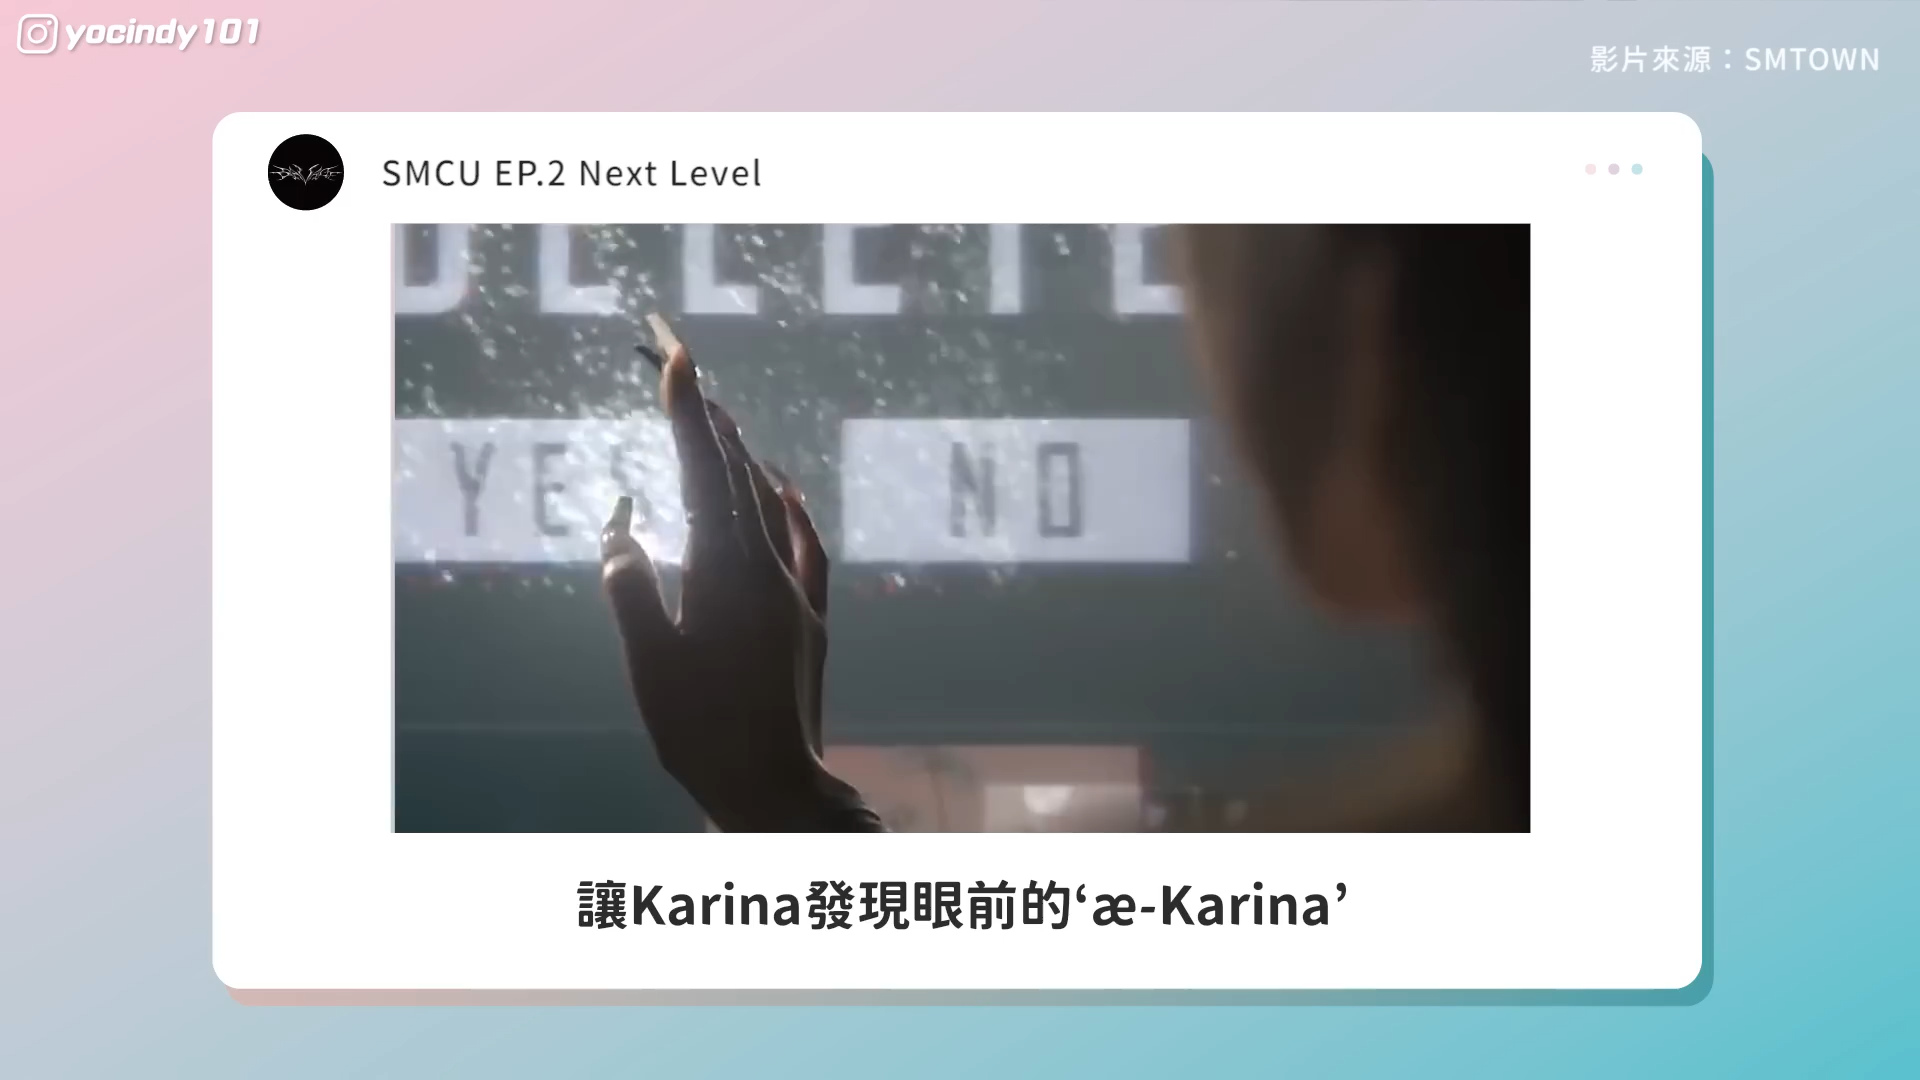 yocindy101
影片來源：SMTOWN
SMCU EP.2 Next Level
DELETE
YES
NO
讓Karina發現眼前的‘æ-Karina’